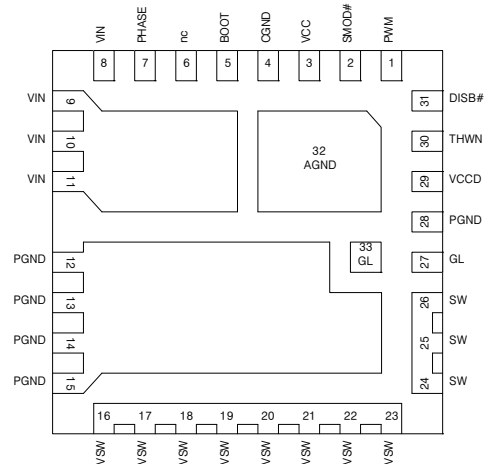 VIN PHASE nc BOOT CGND VCC SMOD# PWM
8 7 6 5 4 3 2 1
VIN 9
VIN 10
VIN 11
32
AGND
31 DISB#
30 THWN
29 VCCD
28 PGND
33
GL
27 GL
PGND 12
PGND 13
PGND 14
PGND 15
26 SW
25 SW
24 SW
16 17 18 19 20 21 22 23
VSW VSW VSW VSW VSW VSW VSW VSW